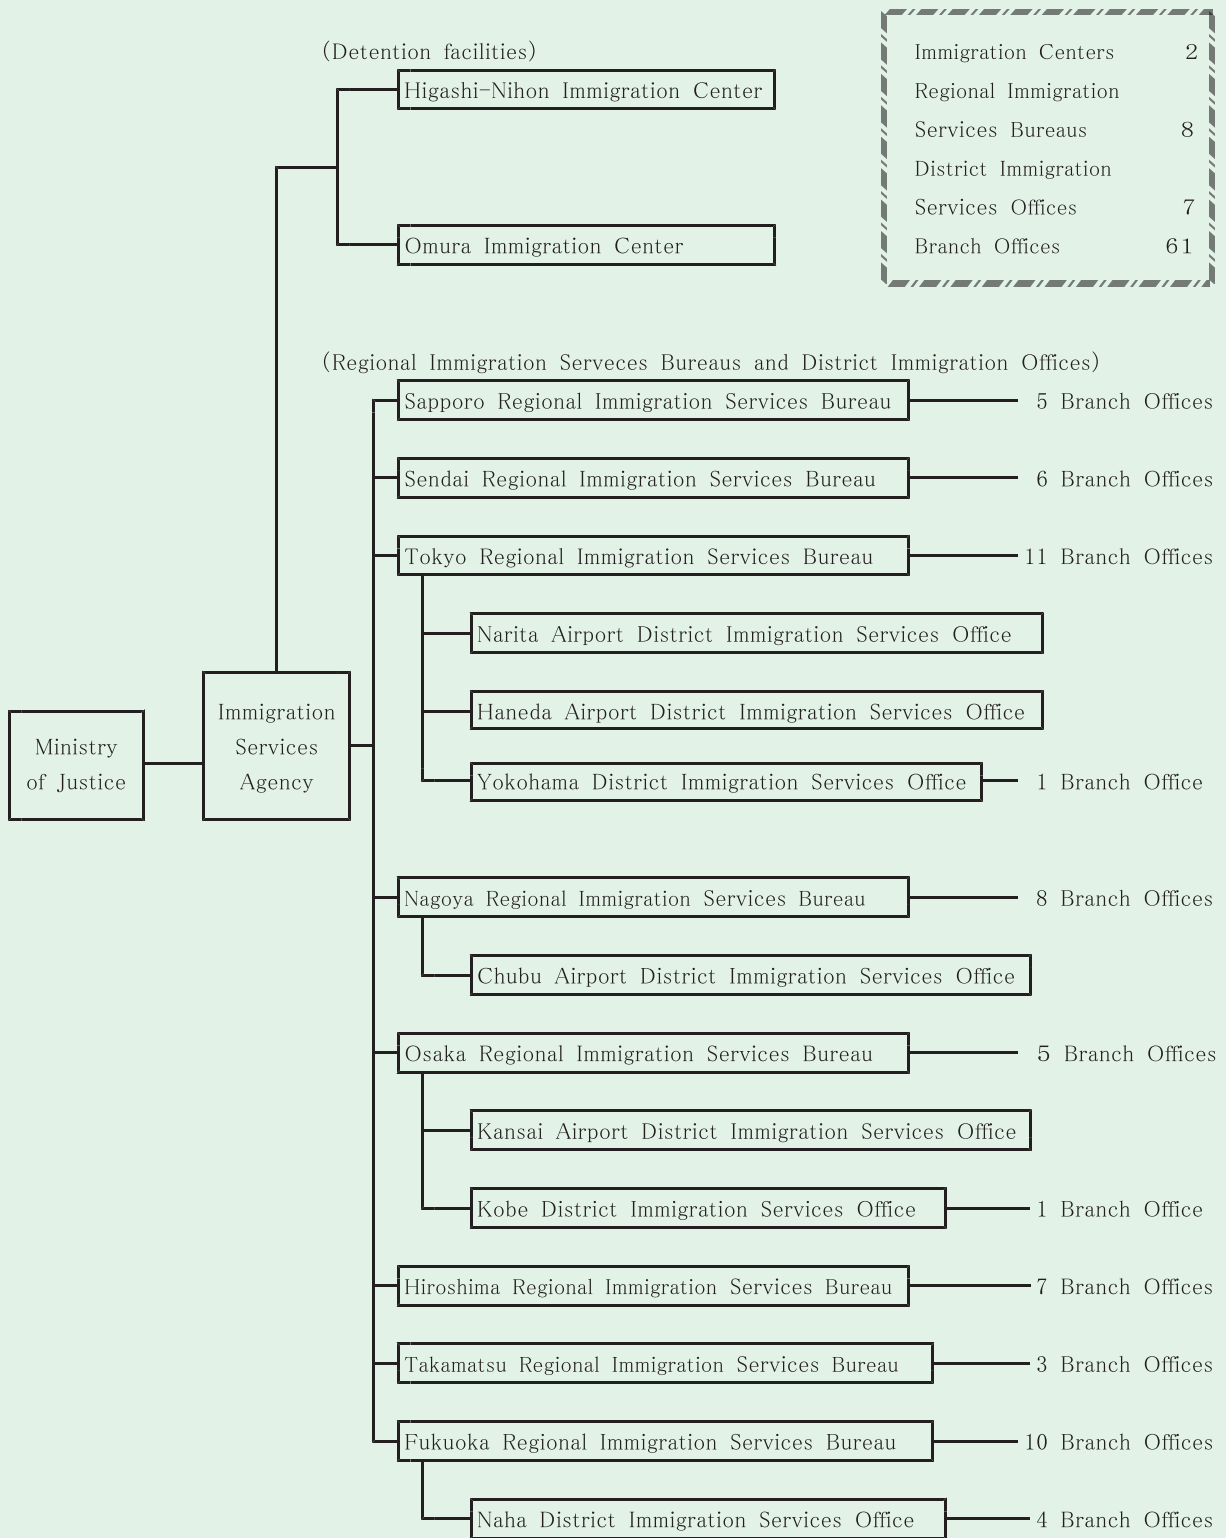 (Detention facilities)
Higashi-Nihon Immigration Center
Omura Immigration Center
Immigration Centers 2
Regional Immigration
Services Bureaus 8
District Immigration
Services Offices 7
Branch Offices 61
(Regional Immigration Serveces Bureaus and District Immigration Offices)
Sapporo Regional Immigration Services Bureau 5 Branch Offices
Sendai Regional Immigration Services Bureau 6 Branch Offices
Tokyo Regional Immigration Services Bureau 11 Branch Offices
Narita Airport District Immigration Services Office
Haneda Airport District Immigration Services Office
Yokohama District Immigration Services Office 1 Branch Office
Ministry
of Justice
Immigration
Services
Agency
Nagoya Regional Immigration Services Bureau 8 Branch Offices
Chubu Airport District Immigration Services Office
Osaka Regional Immigration Services Bureau 5 Branch Offices
Kansai Airport District Immigration Services Office
Kobe District Immigration Services Office 1 Branch Office
Hiroshima Regional Immigration Services Bureau 7 Branch Offices
Takamatsu Regional Immigration Services Bureau 3 Branch Offices
Fukuoka Regional Immigration Services Bureau 10 Branch Offices
Naha District Immigration Services Office 4 Branch Offices